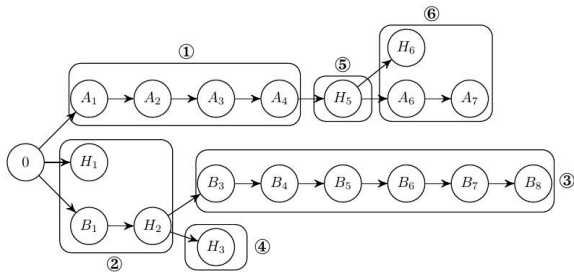 ⑥
① H₆
⑤
A₁ A₂ A₃ A₄ H₅ A₆ A₇
0 H₁
B₃ B₄ B₅ B₆ B₇ B₈ ③
B₁ H₂
H₃ ④
②